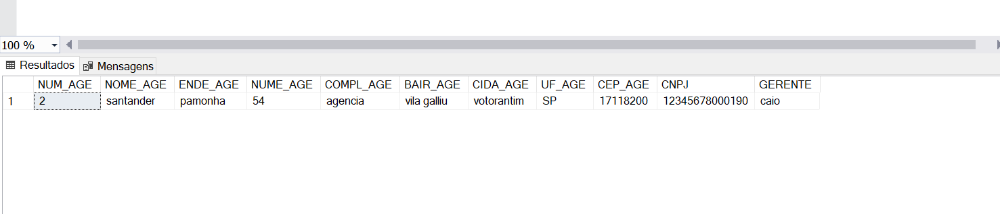 100 %
Resultados Mensagens
NUM_AGE NOME_AGE ENDE_AGE NUME_AGE COMPL_AGE BAIR_AGE CIDA_AGE UF_AGE CEP_AGE CNPJ GERENTE
1 2 santander pamonha 54 agencia vila galliu votorantim SP 17118200 12345678000190 caio